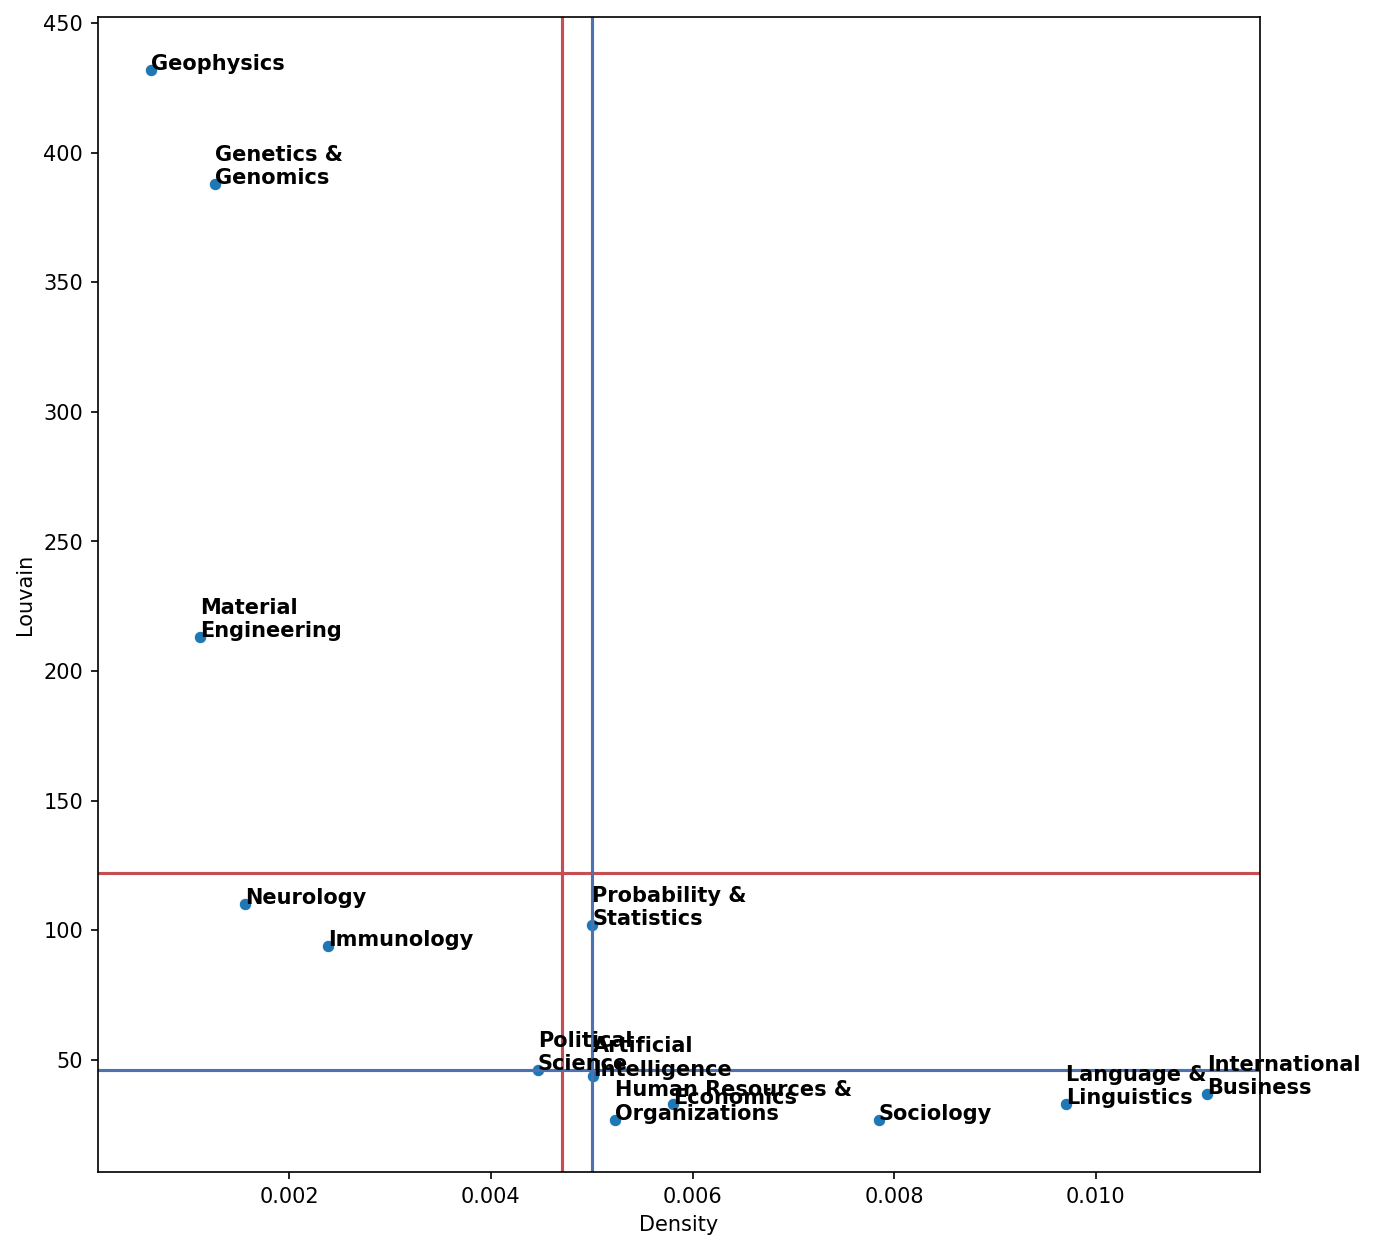 450
Geophysics
400
Genetics &
Genomics
350
300
250
Louvain
Material
Engineering
200
150
Neurology
Probability &
Statistics
100
Immunology
Political
Science
Artificial
Intelligence
50
International
Business
Language &
Linguistics
Human Resources &
Organizations
Economics
Sociology
0.002
0.004
0.006
0.008
0.010
Density